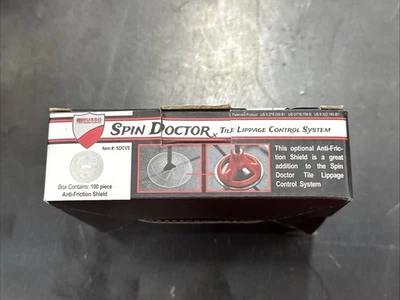 RUSSO
SPIN DOCTOR
TILE LIPPAGE CONTROL SYSTEM
Item #: SDCVS
Box Contains: 100 piece
Anti-Friction Shield
This optional Anti-Fric-
tion Shield is a great
addition to the Spin
Doctor Tile Lippage
Control System